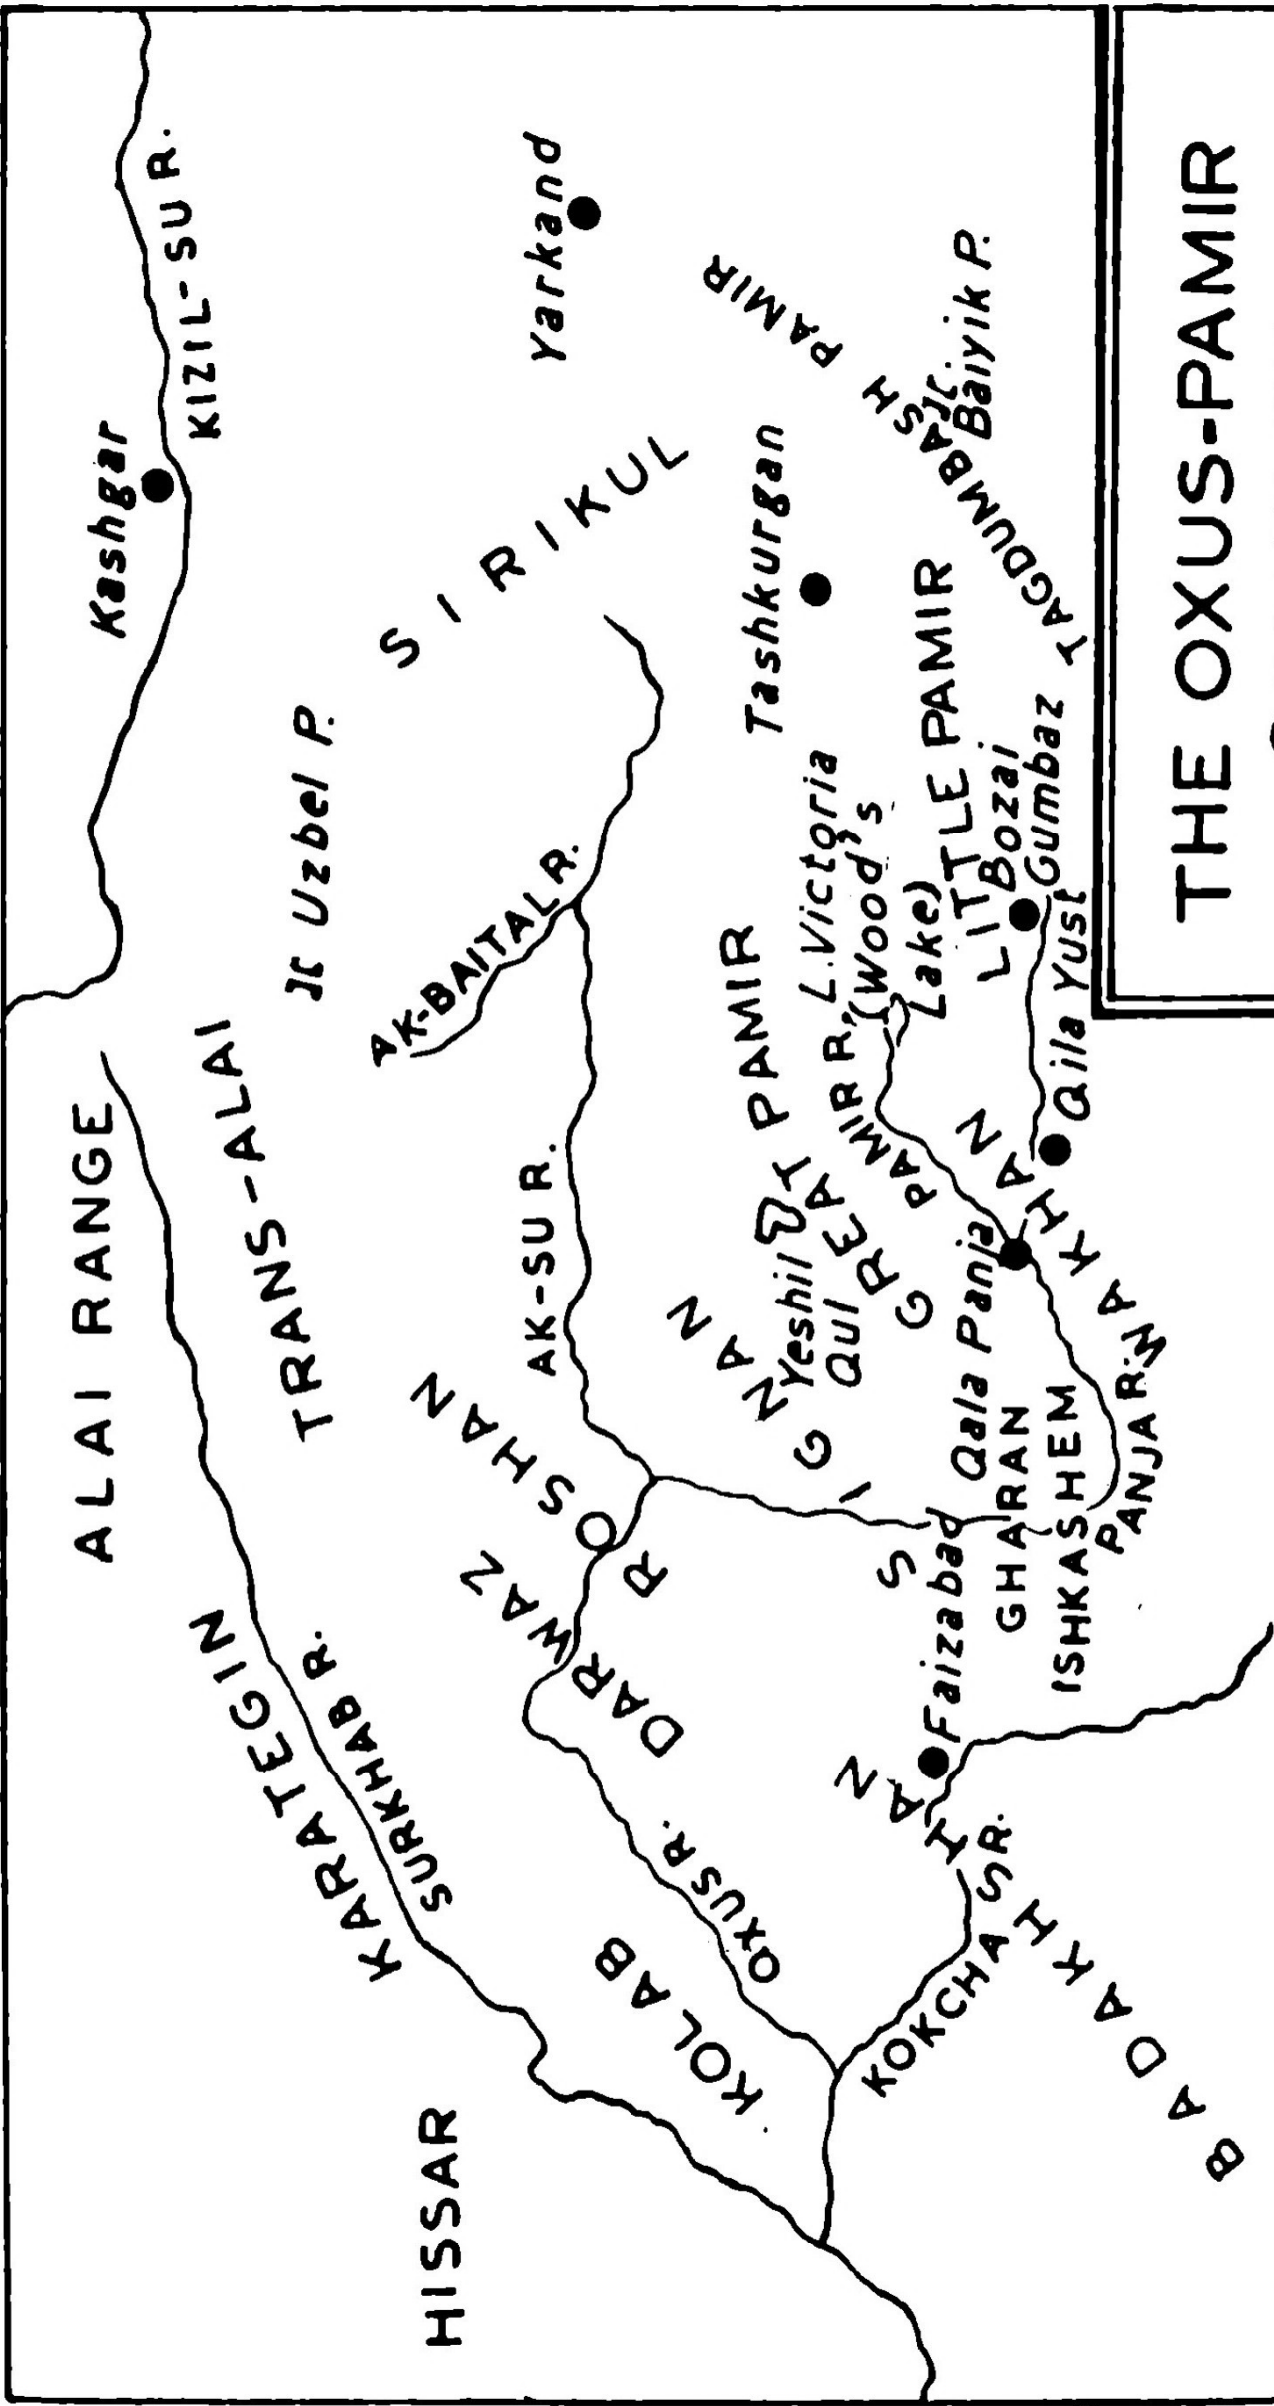 Kashgar
KIZIL-SU R.
ALAI RANGE
TRANS-ALAI
Uzbel P.
KARATEGIN
SURKHAB R.
HISSAR
SIRIKUL
Yarkand
AK-BAITAL R.
AK-SU R.
ROSHAN
DARWAZ
KOLAB
OXUS R.
Tashkurgan
TAGDUMBASH PAMIR
Baiyik P.
LITTLE PAMIR
L. Victoria
(Wood's
Lake)
Bozai
Gumbaz
GREAT PAMIR
PAMIR R.
Yeshil
Qul
SIGNAN
Qila Yust
Qala Panja
WAKHAN
PANJA R.
GHARAN
ISHKASHEM
Faizabad
KOKCHA R.
BADAKHSHAN
THE OXUS-PAMIR